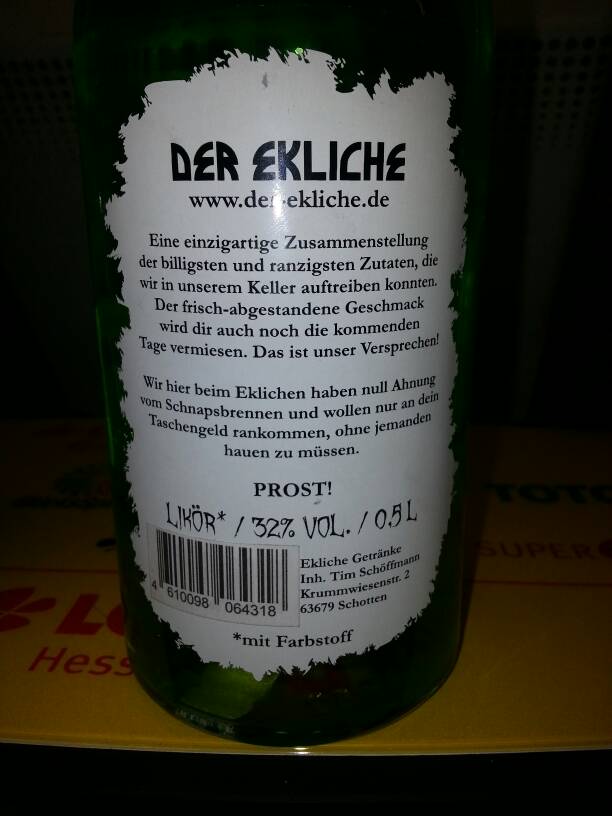 DER EKLICHE
www.der-ekliche.de
Eine einzigartige Zusammenstellung
der billigsten und ranzigsten Zutaten, die
wir in unserem Keller auftreiben konnten.
Der frisch-abgestandene Geschmack
wird dir auch noch die kommenden
Tage vermiesen. Das ist unser Versprechen!
Wir hier beim Eklichen haben null Ahnung
vom Schnapsbrennen und wollen nur an dein
Taschengeld rankommen, ohne jemanden
hauen zu müssen.
PROST!
LIKÖR* / 32% VOL. / 0,5 L
4 610098 064318
Ekliche Getränke
Inh. Tim Schöffmann
Krummwiesenstr. 2
63679 Schotten
*mit Farbstoff
TOTO
SUPER
LO
Hess